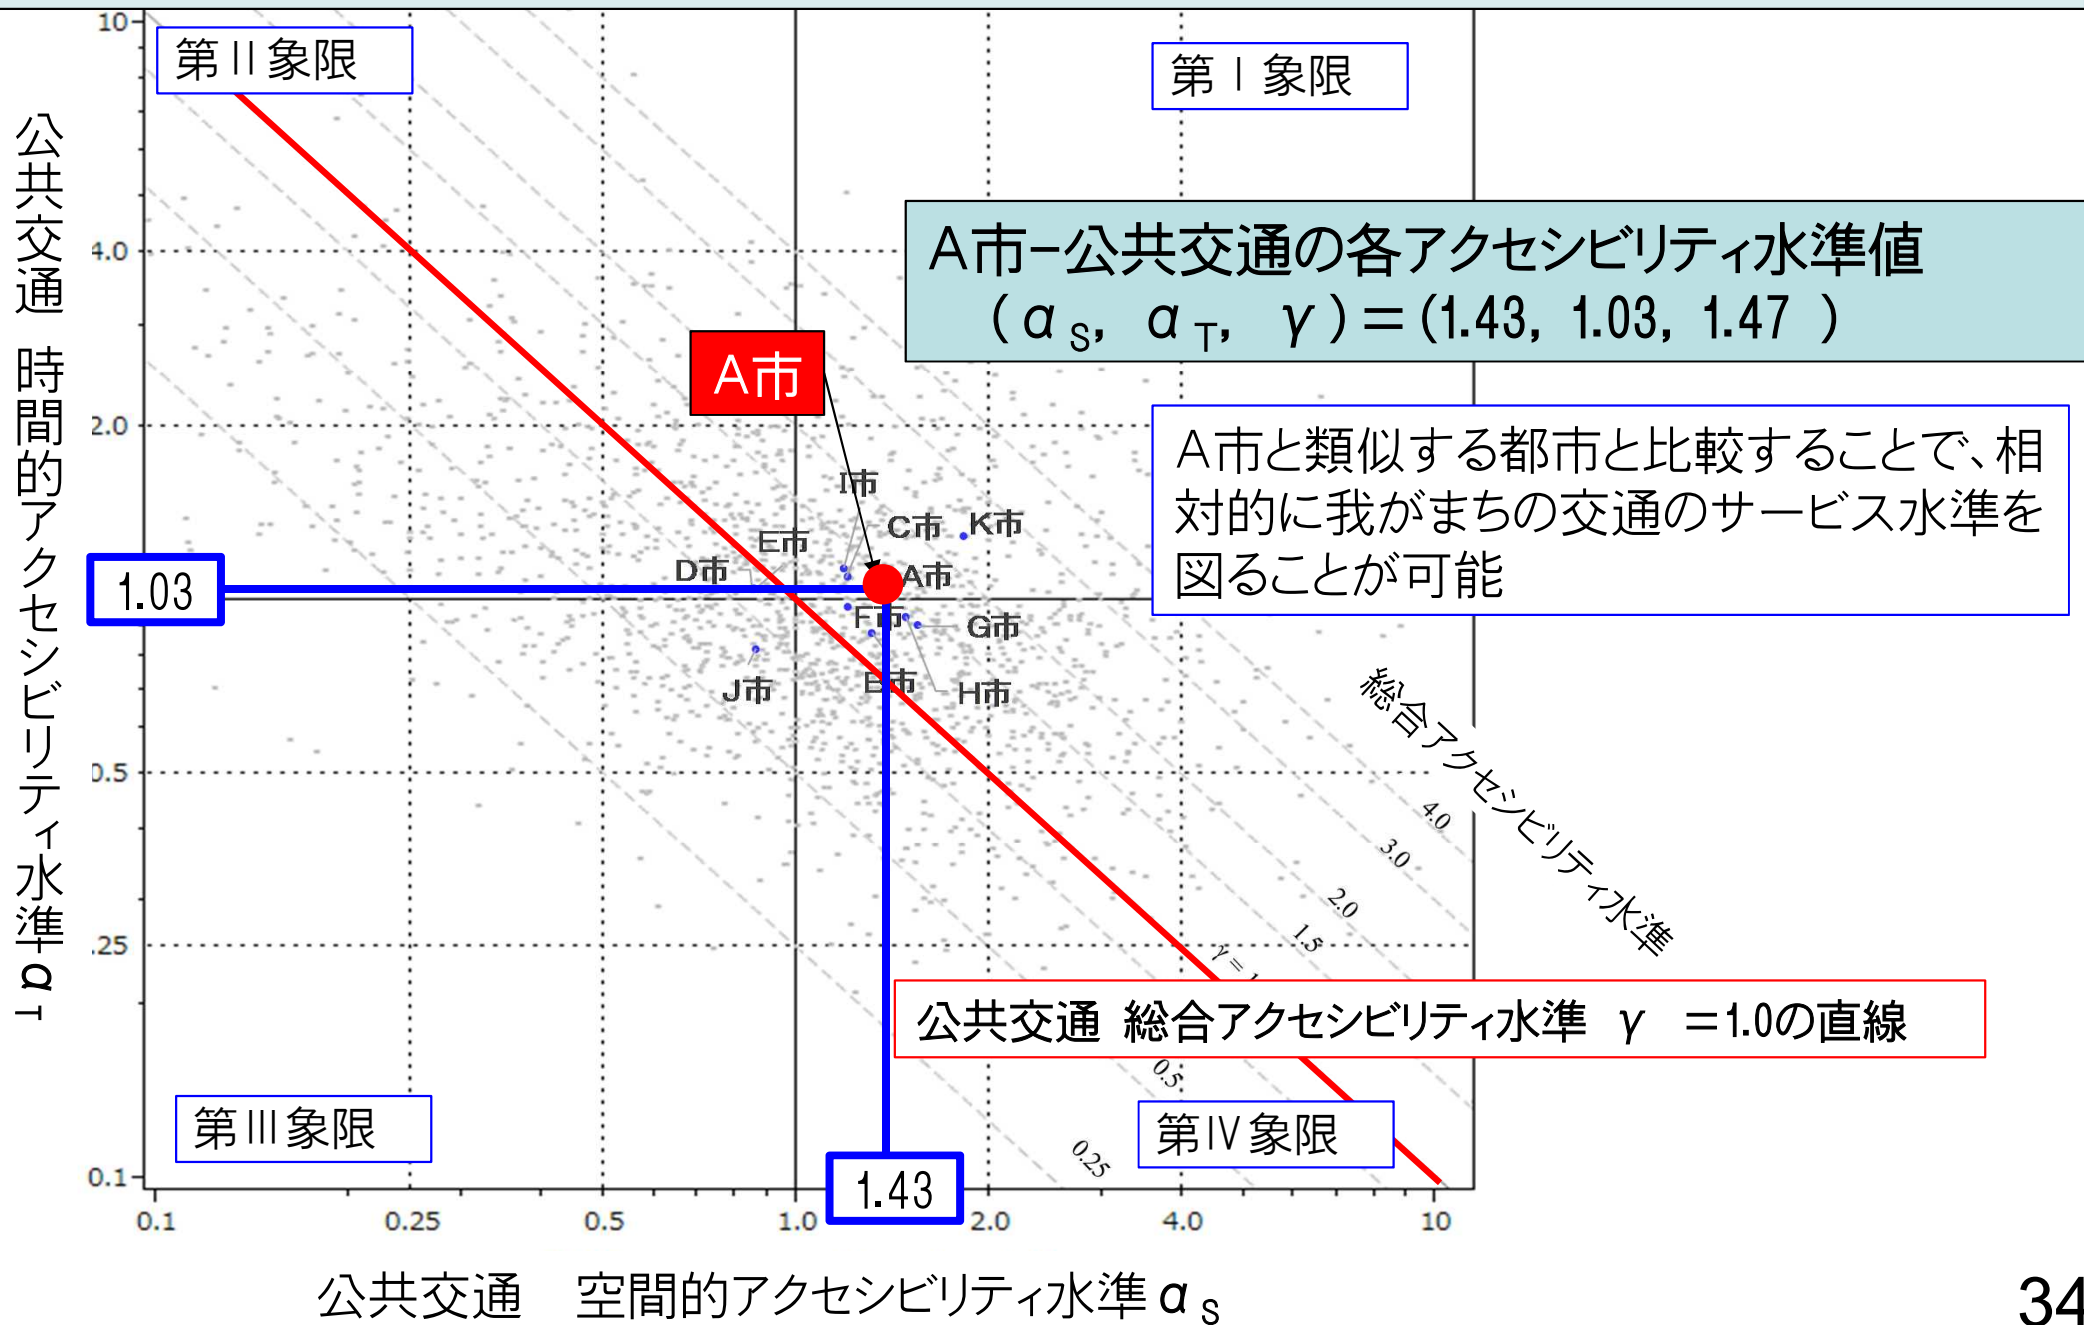 10
第Ⅱ象限
第Ⅰ象限
公共交通 時間的アクセシビリティ水準αT
4.0
A市-公共交通の各アクセシビリティ水準値
(αS, αT, γ)=(1.43, 1.03, 1.47 )
A市
2.0
A市と類似する都市と比較することで、相
対的に我がまちの交通のサービス水準を
図ることが可能
I市
C市
K市
E市
D市
A市
1.03
F市
G市
J市
H市
総合アクセシビリティ水準
0.5
4.0
3.0
2.0
1.5
.25
γ=1
公共交通 総合アクセシビリティ水準 γ =1.0の直線
0.5
第Ⅲ象限
第Ⅳ象限
0.25
0.1
1.43
0.1
0.25
0.5
1.0
2.0
4.0
10
公共交通 空間的アクセシビリティ水準αS
34